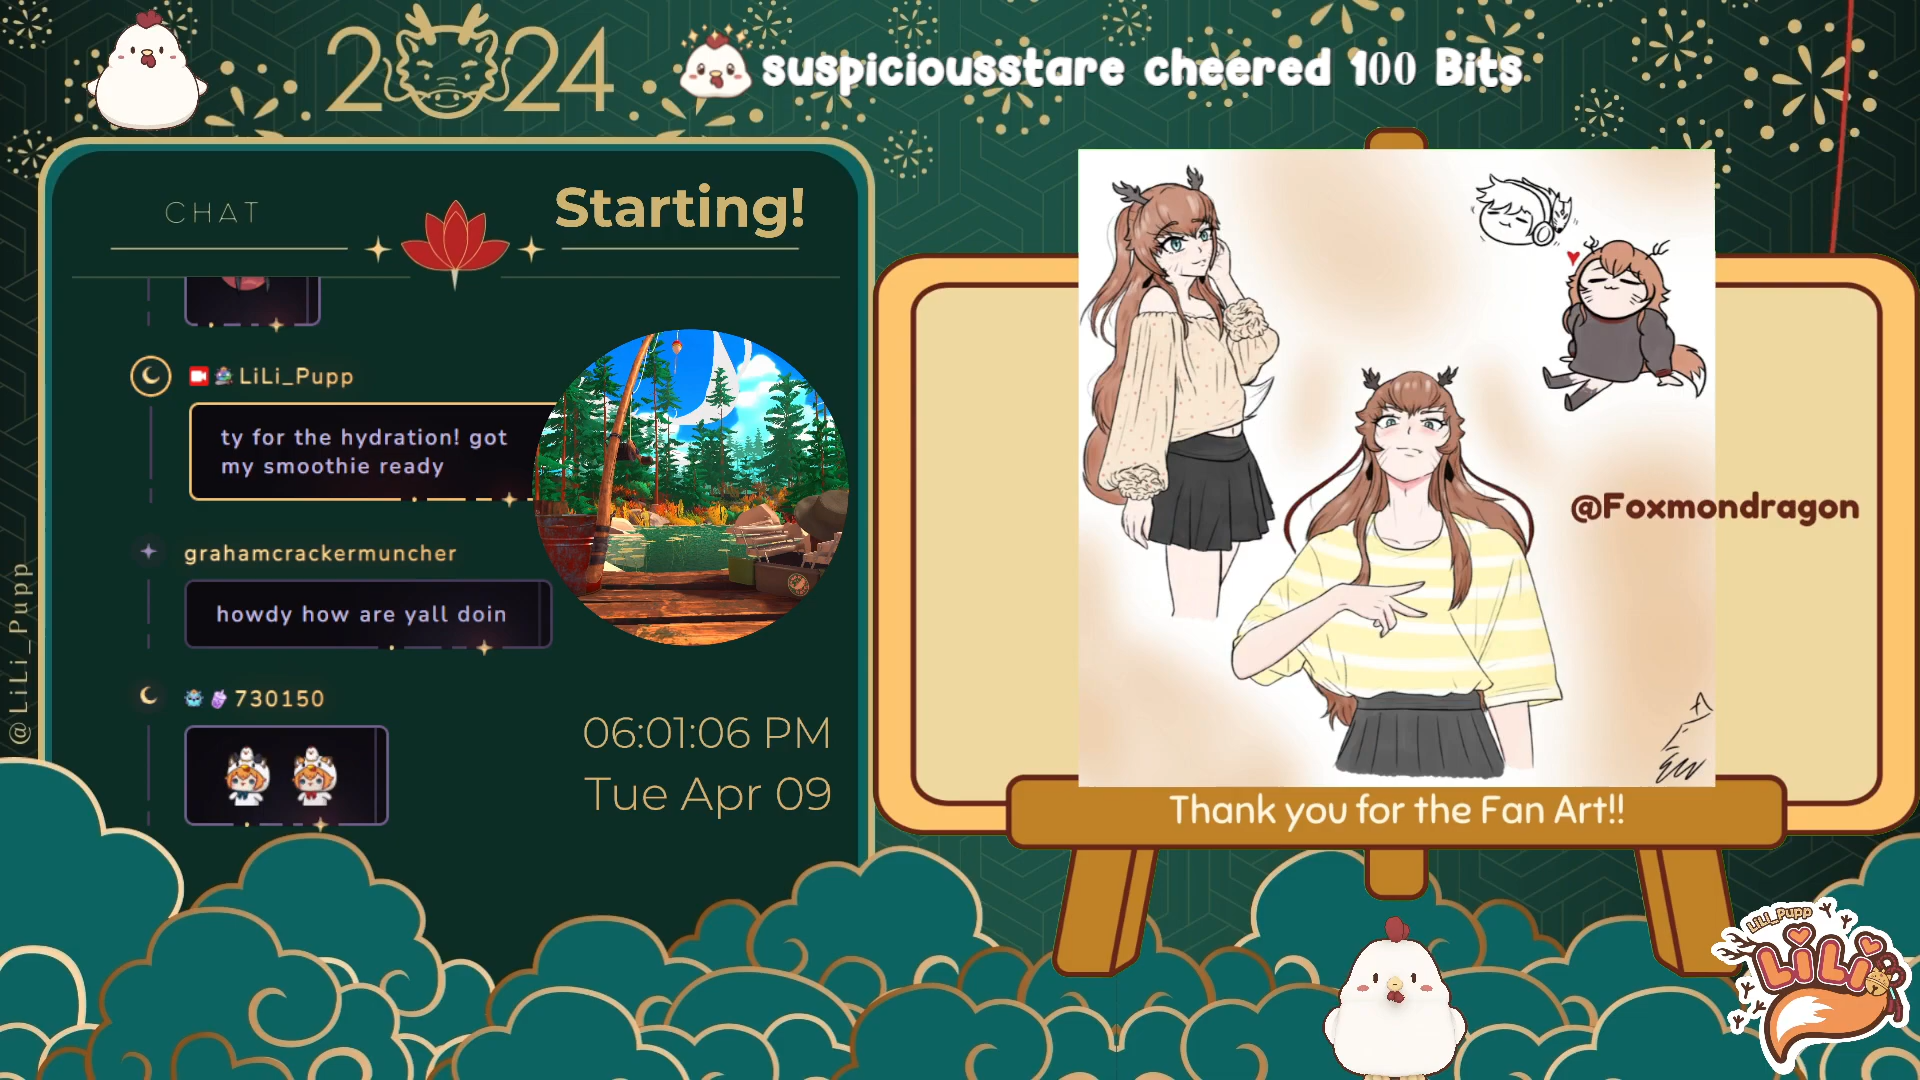 2024
suspiciousstare cheered 100 Bits
CHAT
Starting!
LiLi_Pupp
ty for the hydration! got
my smoothie ready
grahamcrackermuncher
howdy how are yall doin
730150
06:01:06 PM
Tue Apr 09
@LiLi_Pupp
@Foxmondragon
Thank you for the Fan Art!!
LiLi_Pupp
LiLi